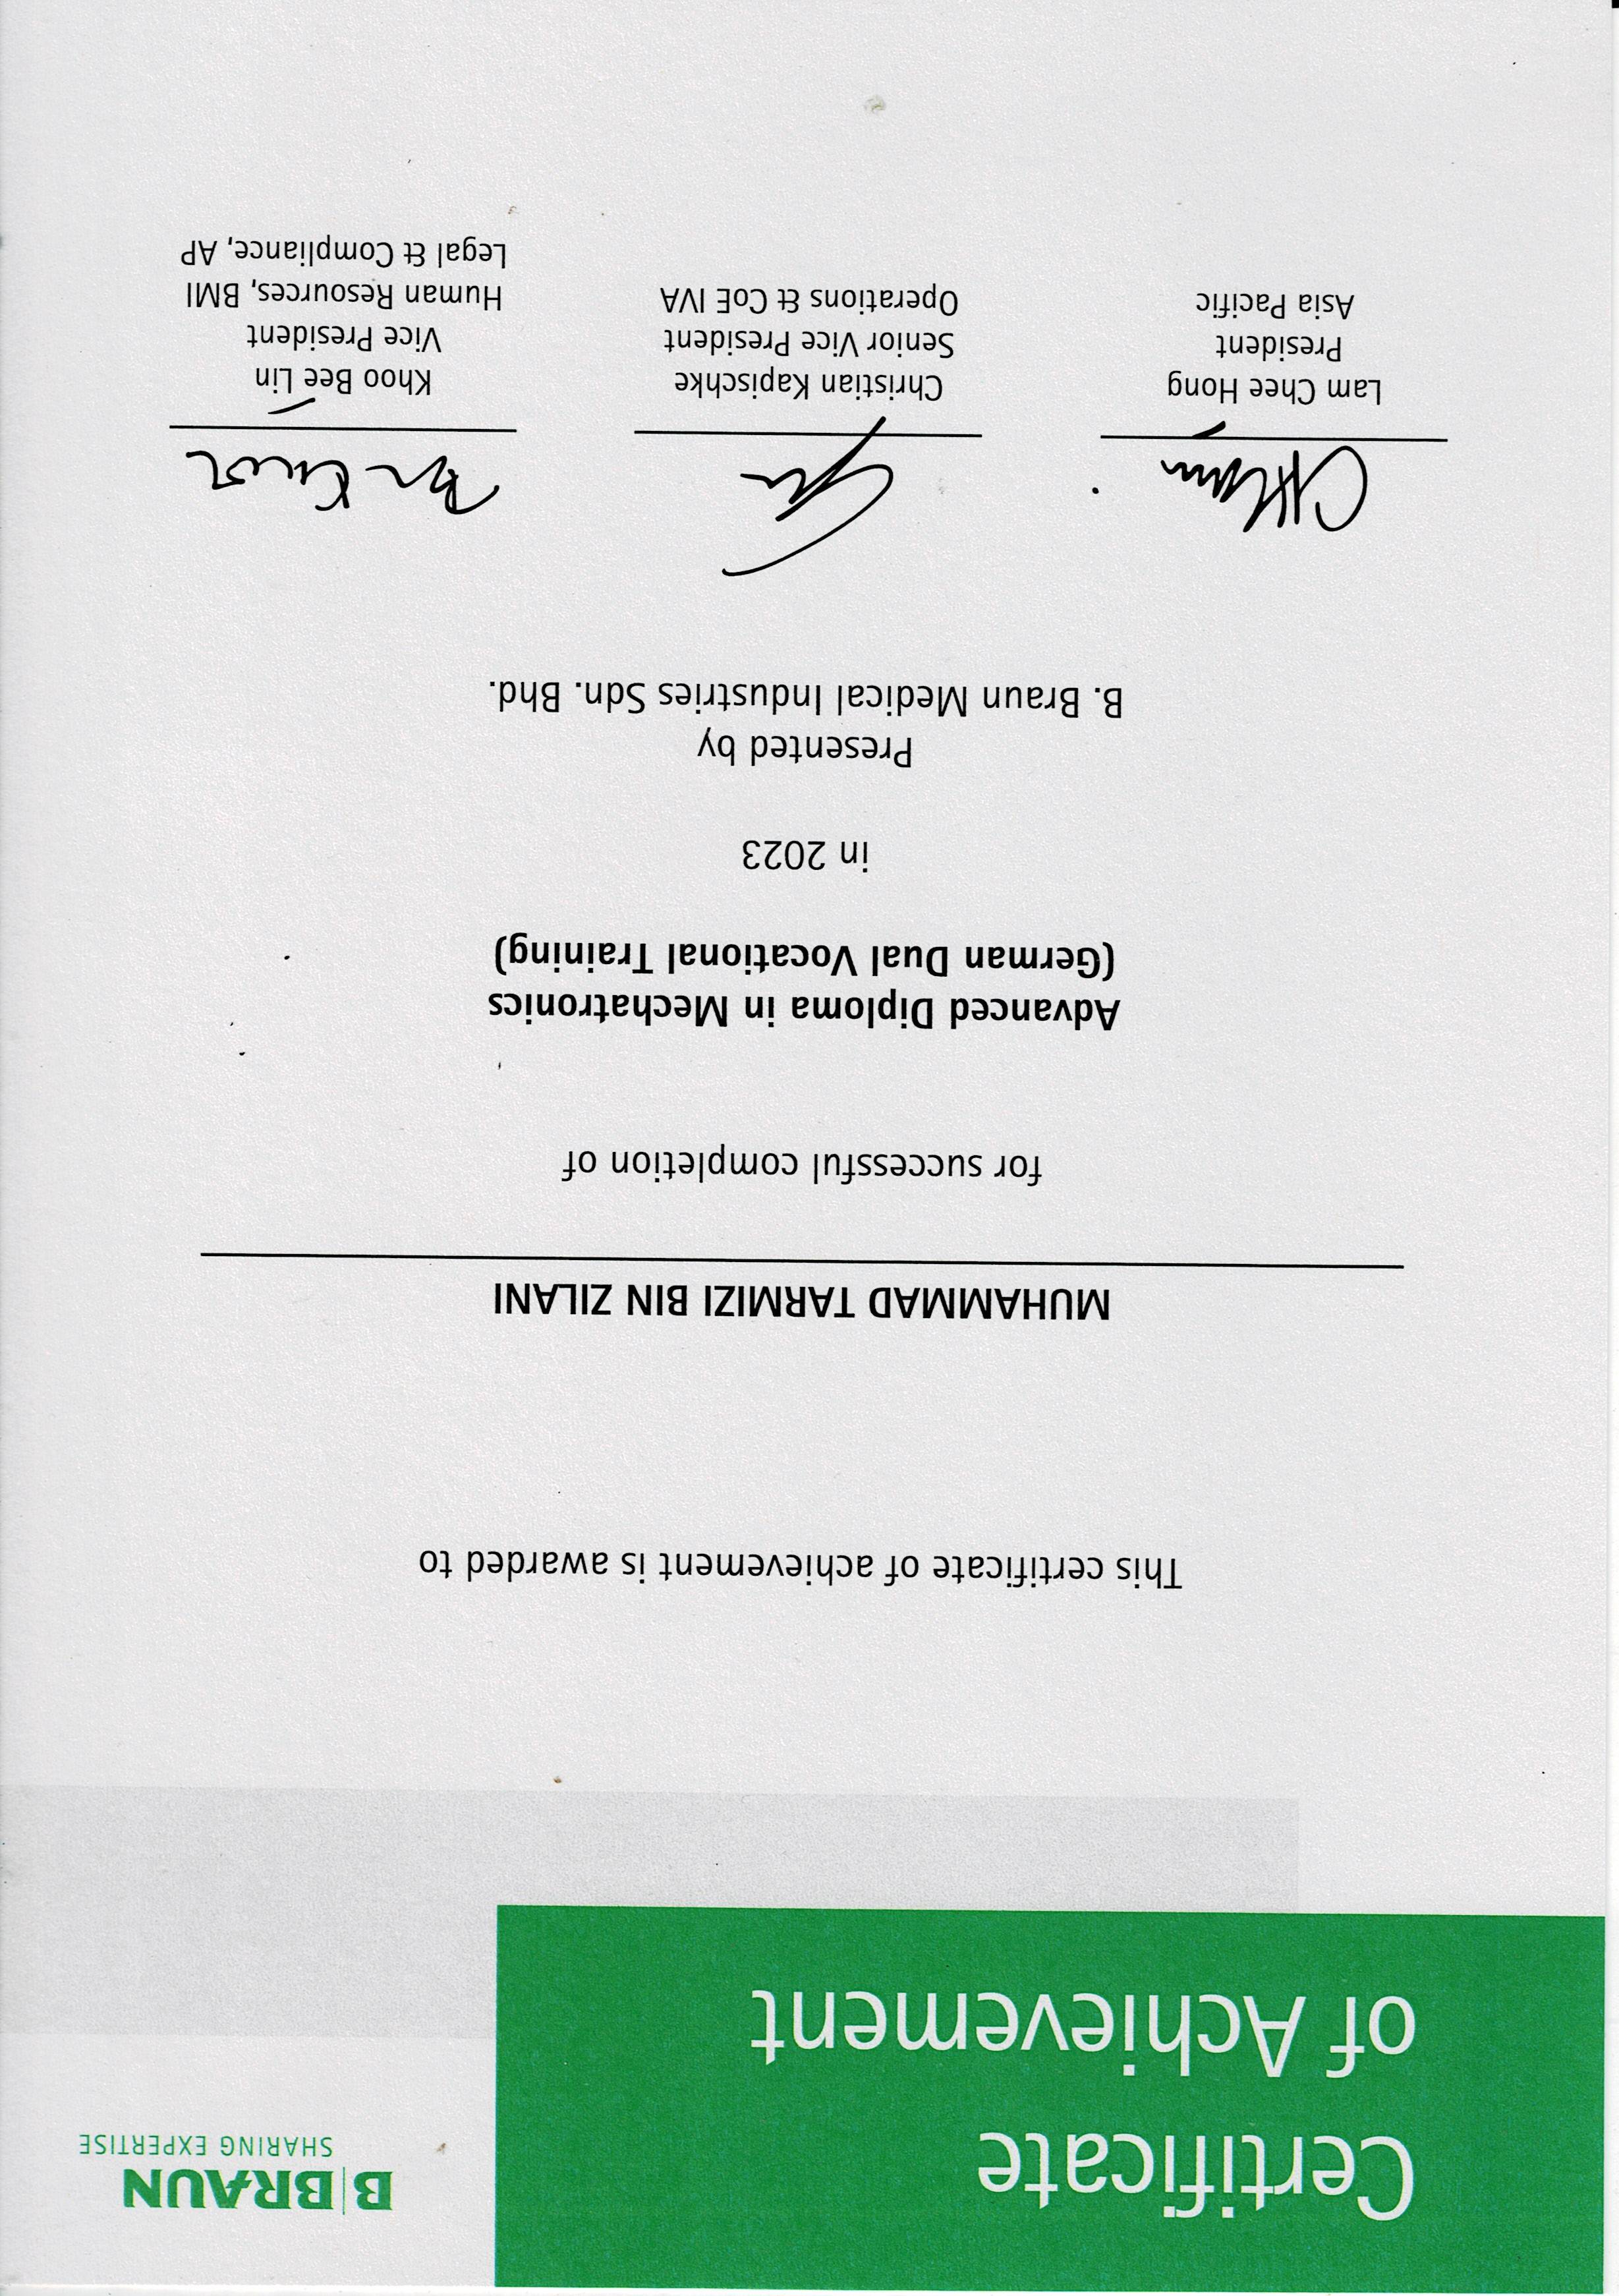 Certificate
of Achievement
B|BRAUN
SHARING EXPERTISE
This certificate of achievement is awarded to
MUHAMMAD TARMIZI BIN ZILANI
for successful completion of
Advanced Diploma in Mechatronics
(German Dual Vocational Training)
in 2023
Presented by
B. Braun Medical Industries Sdn. Bhd.
Lam Chee Hong
President
Asia Pacific
Christian Kapischke
Senior Vice President
Operations & CoE IVA
Khoo Bee Lin
Vice President
Human Resources, BMI
Legal & Compliance, AP